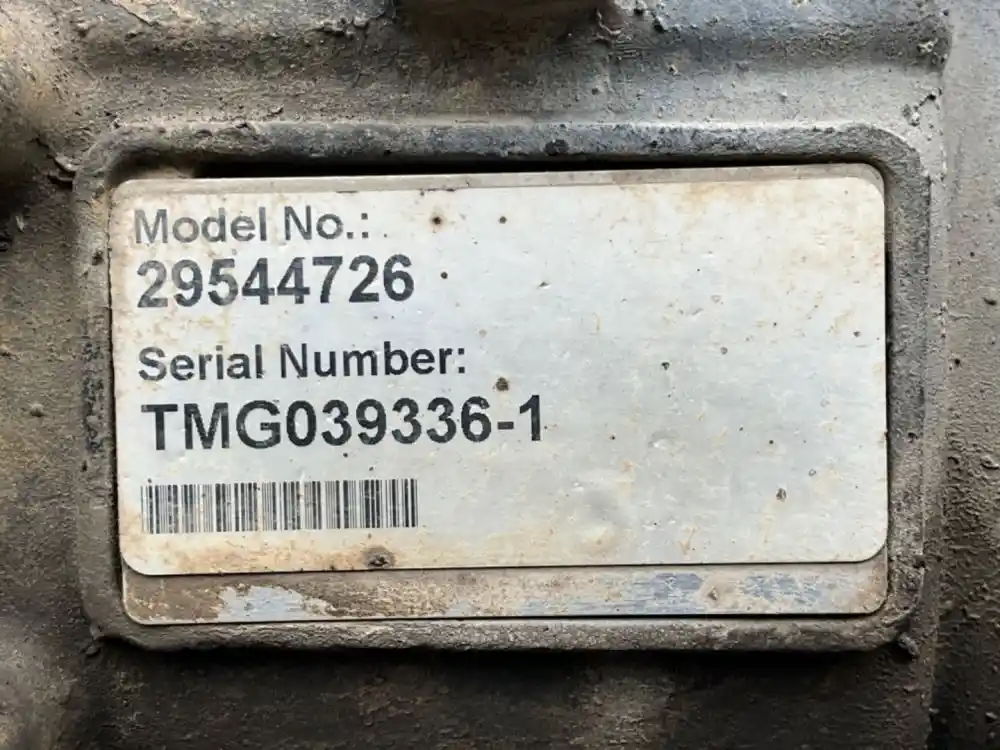 Model No.:
29544726
Serial Number:
TMG039336-1